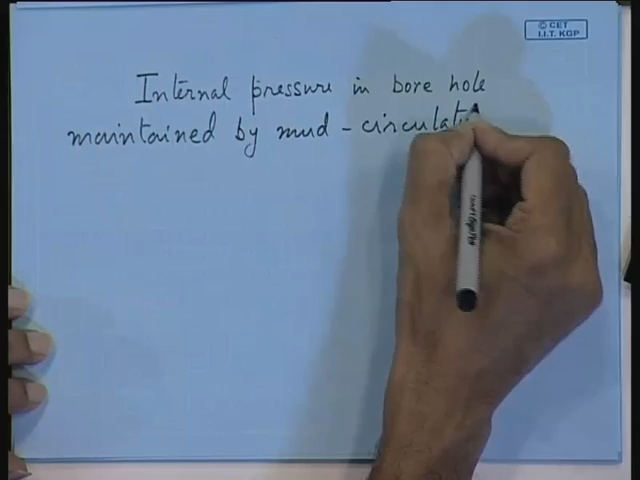 © CET
I.I.T. KGP
Internal pressure in bore hole
maintained by mud - circulati